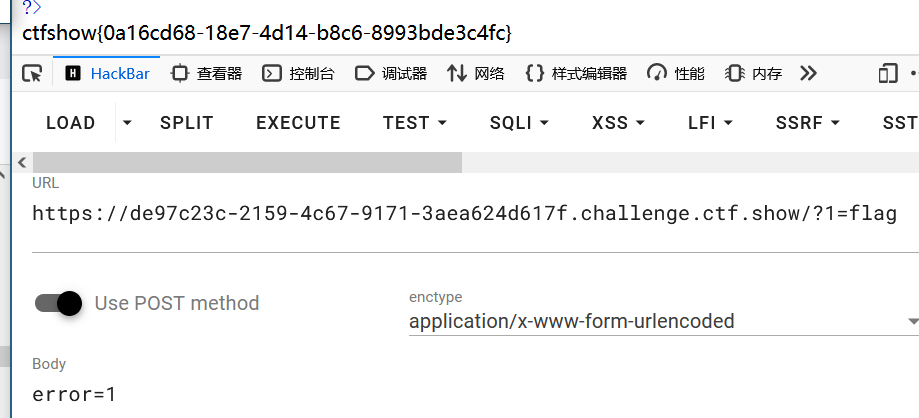 ?>
ctfshow{0a16cd68-18e7-4d14-b8c6-8993bde3c4fc}
HackBar 查看器 控制台 调试器 网络 {} 样式编辑器 性能 内存
LOAD SPLIT EXECUTE TEST SQLI XSS LFI SSRF SST
URL
https://de97c23c-2159-4c67-9171-3aea624d617f.challenge.ctf.show/?1=flag
Use POST method
enctype
application/x-www-form-urlencoded
Body
error=1